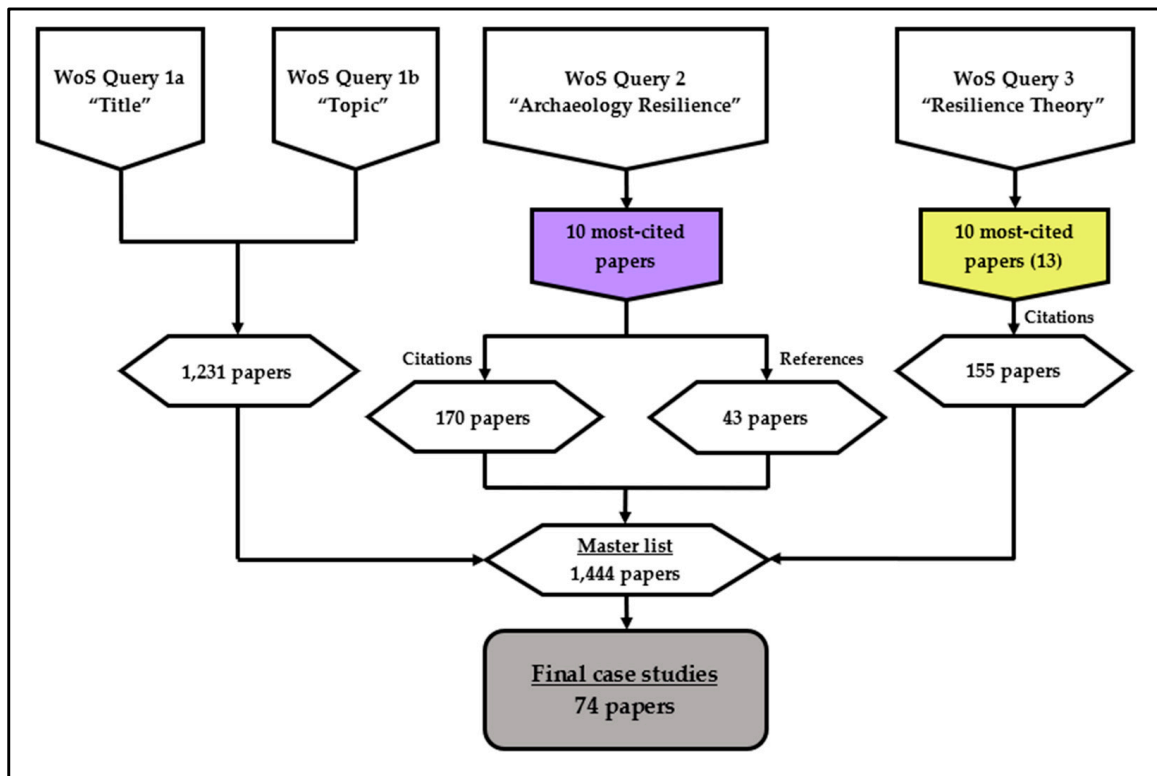 WoS Query 1a
“Title”
WoS Query 1b
“Topic”
WoS Query 2
“Archaeology Resilience”
WoS Query 3
“Resilience Theory”
10 most-cited
papers
10 most-cited
papers (13)
Citations
1,231 papers
Citations
170 papers
References
43 papers
155 papers
Master list
1,444 papers
Final case studies
74 papers